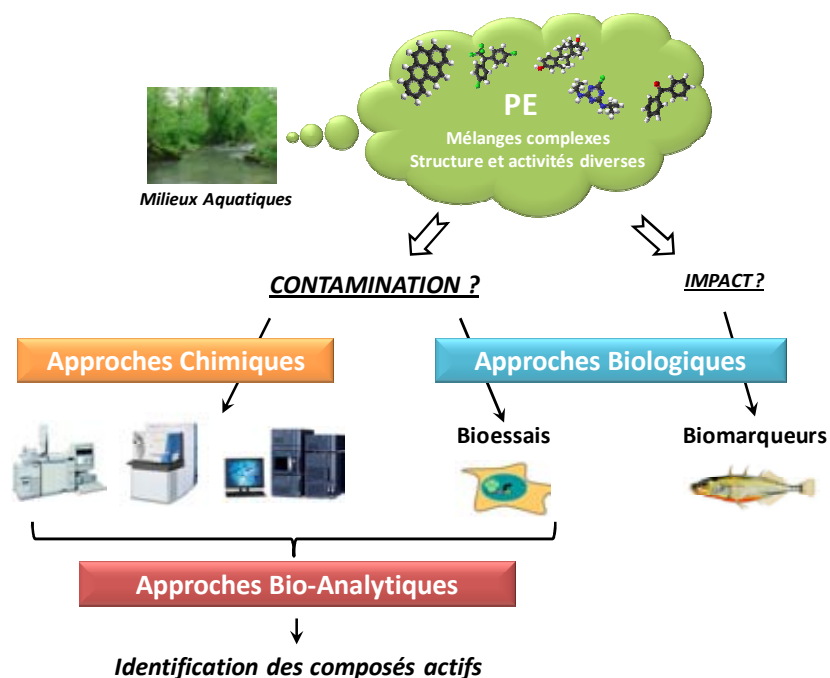 PE
Mélanges complexes
Structure et activités diverses
Milieux Aquatiques
CONTAMINATION ?
IMPACT ?
Approches Chimiques
Approches Biologiques
Bioessais
Biomarqueurs
Approches Bio-Analytiques
Identification des composés actifs